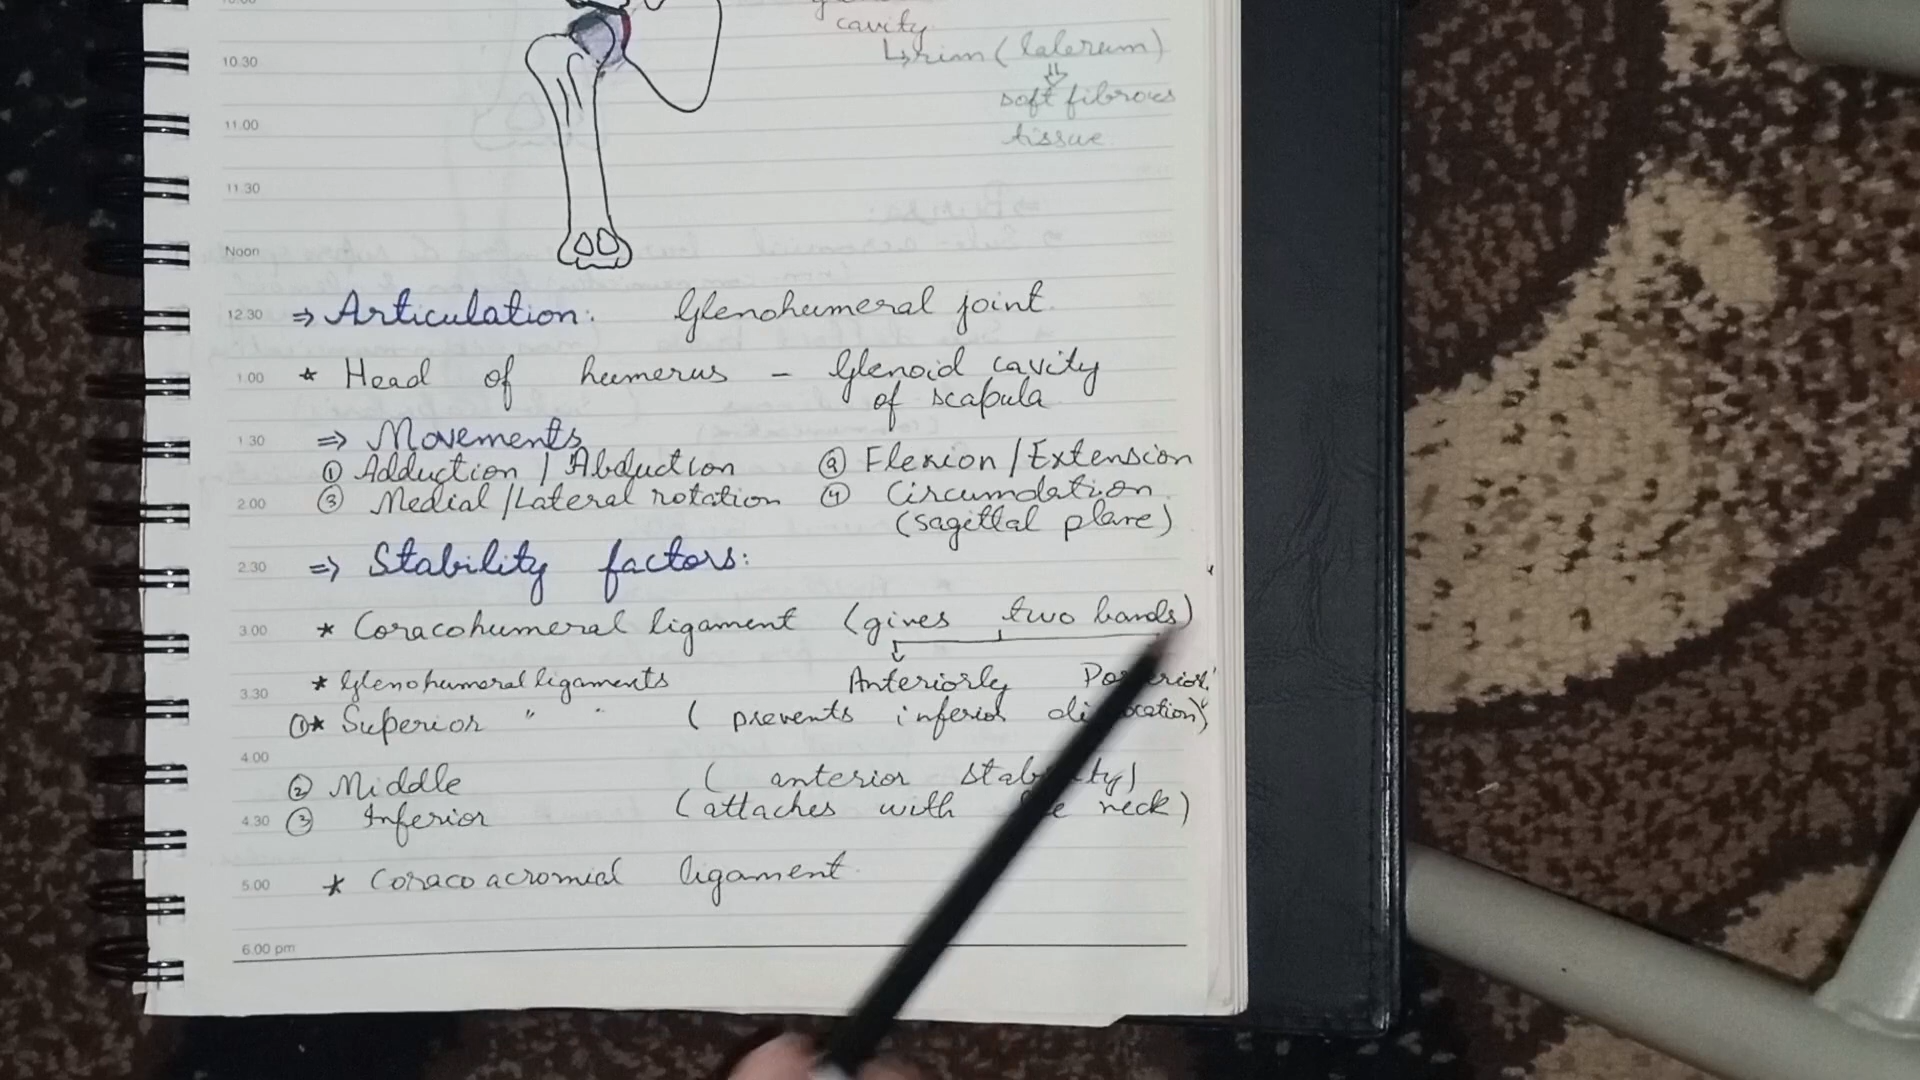 cavity
↳ rim (lalerum)
⇓
soft fibrous
tissue
10.30
11.00
11.30
Noon
12.30 ⇒ Articulation: Glenohumeral joint.
1.00 * Head of humerus - Glenoid cavity
of scapula
1.30 ⇒ Movements
① Adduction / Abduction ② Flexion / Extension
2.00 ③ Medial / Lateral rotation ④ Circumdation
(sagittal plane)
2.30 ⇒ Stability factors:
3.00 * Coracohumeral ligament (gives two bands)
3.30 * Glenohumeral ligaments Anteriorly
①* Superior " " (prevents inferior
4.00
② Middle (anterior
4.30 ③ Inferior (attaches with neck)
5.00 * Coracoacromial ligament
6.00 pm